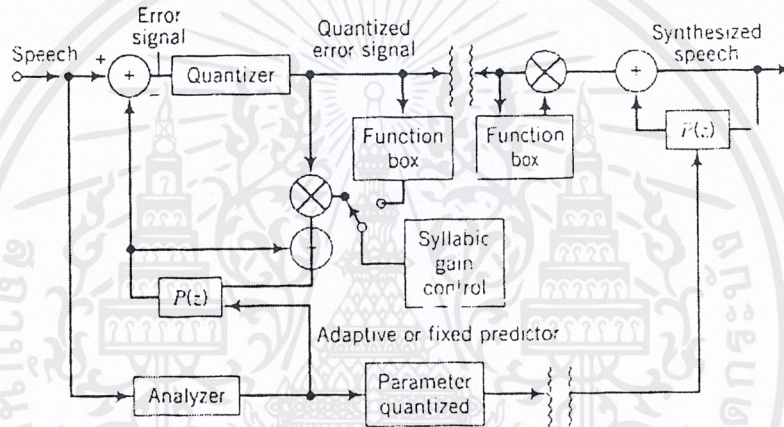 Error
signal
Quantized
error signal
Synthesized
speech
Speech
+
+
−
Quantizer
+
Function
box
Function
box
P(z)
Syllabic
gain
control
P(z)
Adaptive or fixed predictor
Analyzer
Parameter
quantized